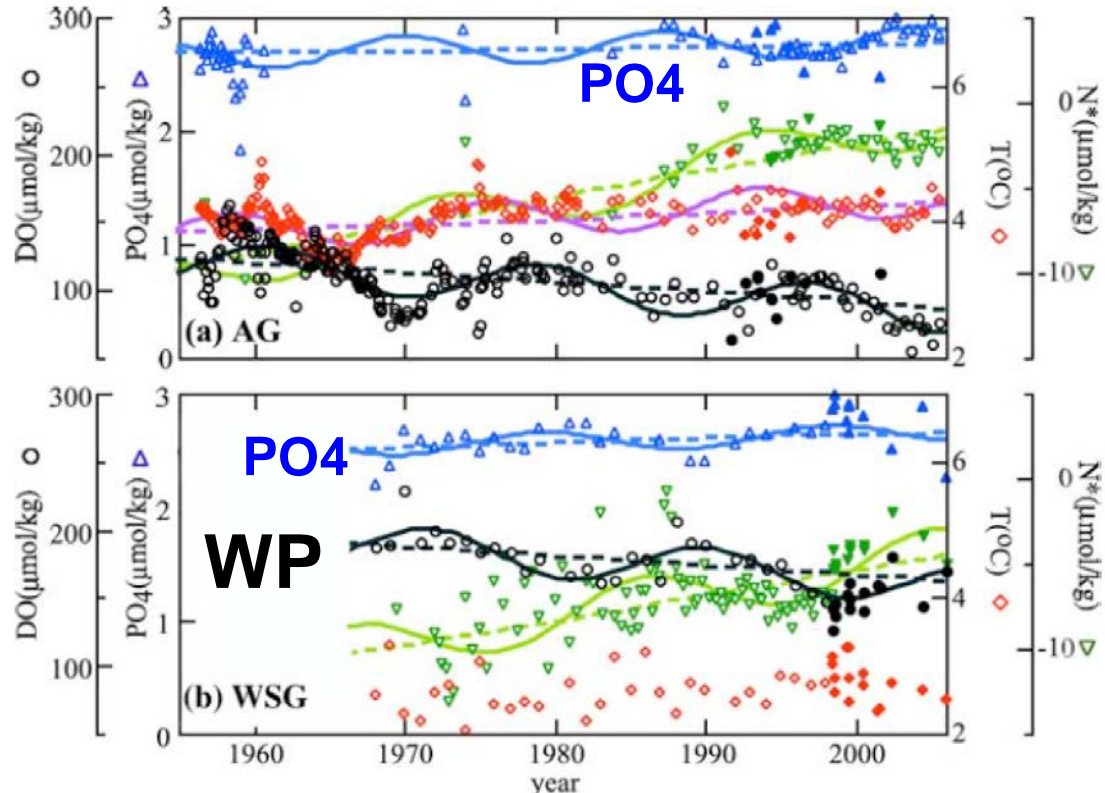 300
200
100
DO(μmol/kg)
3
2
1
0
PO4(μmol/kg)
PO4
(a) AG
6
4
2
T(°C)
0
-10
N*(μmol/kg)
300
200
100
DO(μmol/kg)
3
2
1
0
PO4(μmol/kg)
PO4
WP
(b) WSG
6
4
2
T(°C)
0
-10
N*(μmol/kg)
1960 1970 1980 1990 2000
year